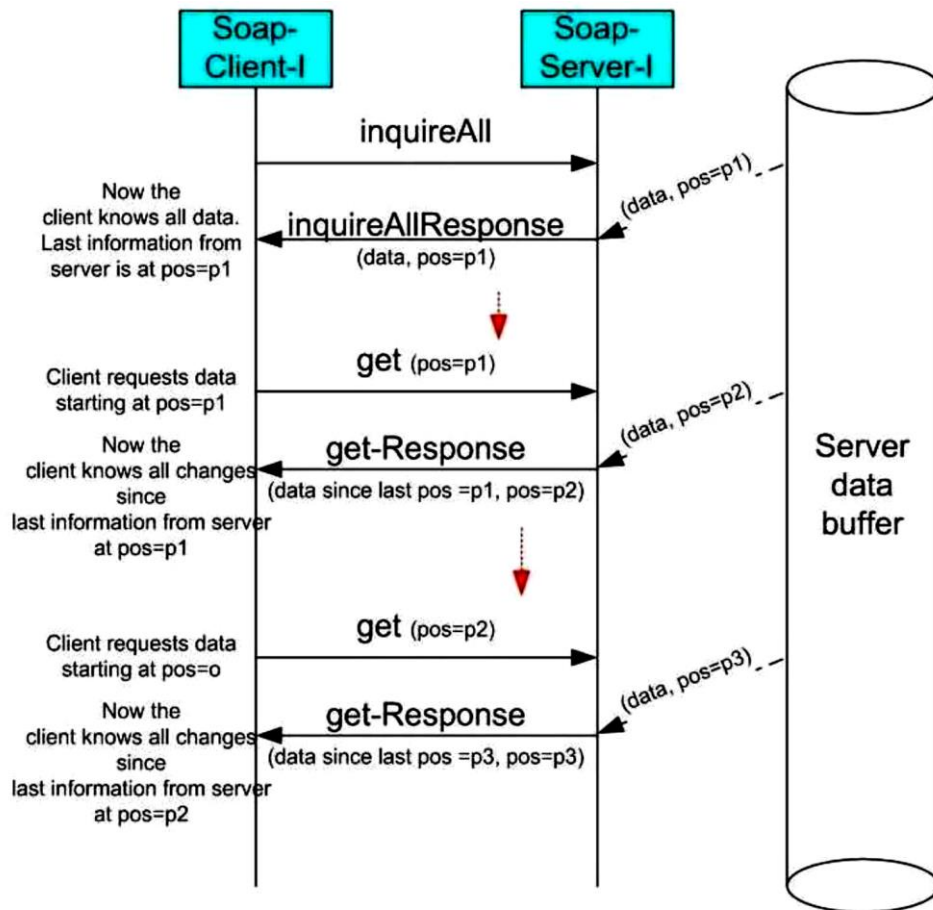 Soap-
Client-I
Soap-
Server-I
inquireAll
(data, pos=p1)
Now the
client knows all data.
Last information from
server is at pos=p1
inquireAllResponse
(data, pos=p1)
get (pos=p1)
Client requests data
starting at pos=p1
(data, pos=p2)
Now the
client knows all changes
since
last information from server
at pos=p1
get-Response
(data since last pos =p1, pos=p2)
Server
data
buffer
get (pos=p2)
Client requests data
starting at pos=o
(data, pos=p3)
Now the
client knows all changes
since
last information from server
at pos=p2
get-Response
(data since last pos =p3, pos=p3)